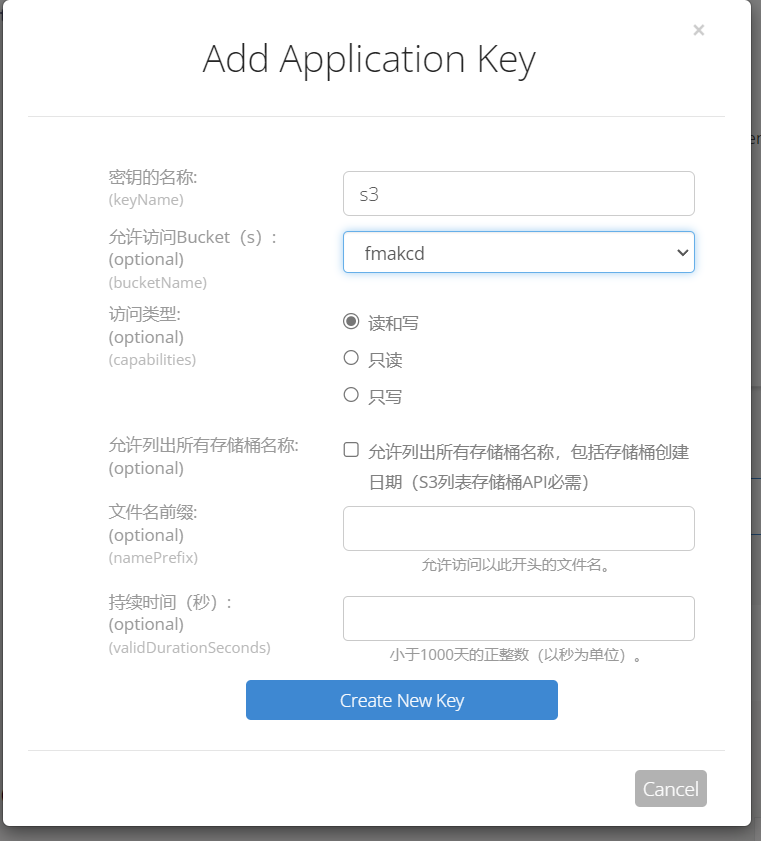 ×
Add Application Key
密钥的名称:
(keyName)
s3
允许访问Bucket（s）:
(optional)
(bucketName)
fmakcd
访问类型:
(optional)
(capabilities)
读和写
只读
只写
允许列出所有存储桶名称:
(optional)
允许列出所有存储桶名称，包括存储桶创建
日期（S3列表存储桶API必需）
文件名前缀:
(optional)
(namePrefix)
允许访问以此开头的文件名。
持续时间（秒）:
(optional)
(validDurationSeconds)
小于1000天的正整数（以秒为单位）。
Create New Key
Cancel